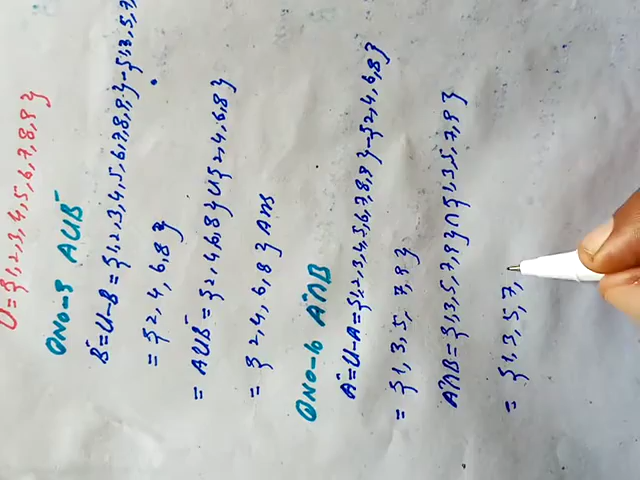 U={1,2,3,4,5,6,7,8,9}
QNo-3 AUB‾
B‾=U-B={1,2,3,4,5,6,7,8,9}-{1,3,5,7
={2,4,6,8}
=AUB‾={2,4,6,8}U{2,4,6,8}
={2,4,6,8} Ans
QNo-6 A‾∩B
A‾=U-A={1,2,3,4,5,6,7,8,9}-{2,4,6,8}
={1,3,5,7,9}
A‾∩B={1,3,5,7,9}∩{1,3,5,7,9}
={1,3,5,7,